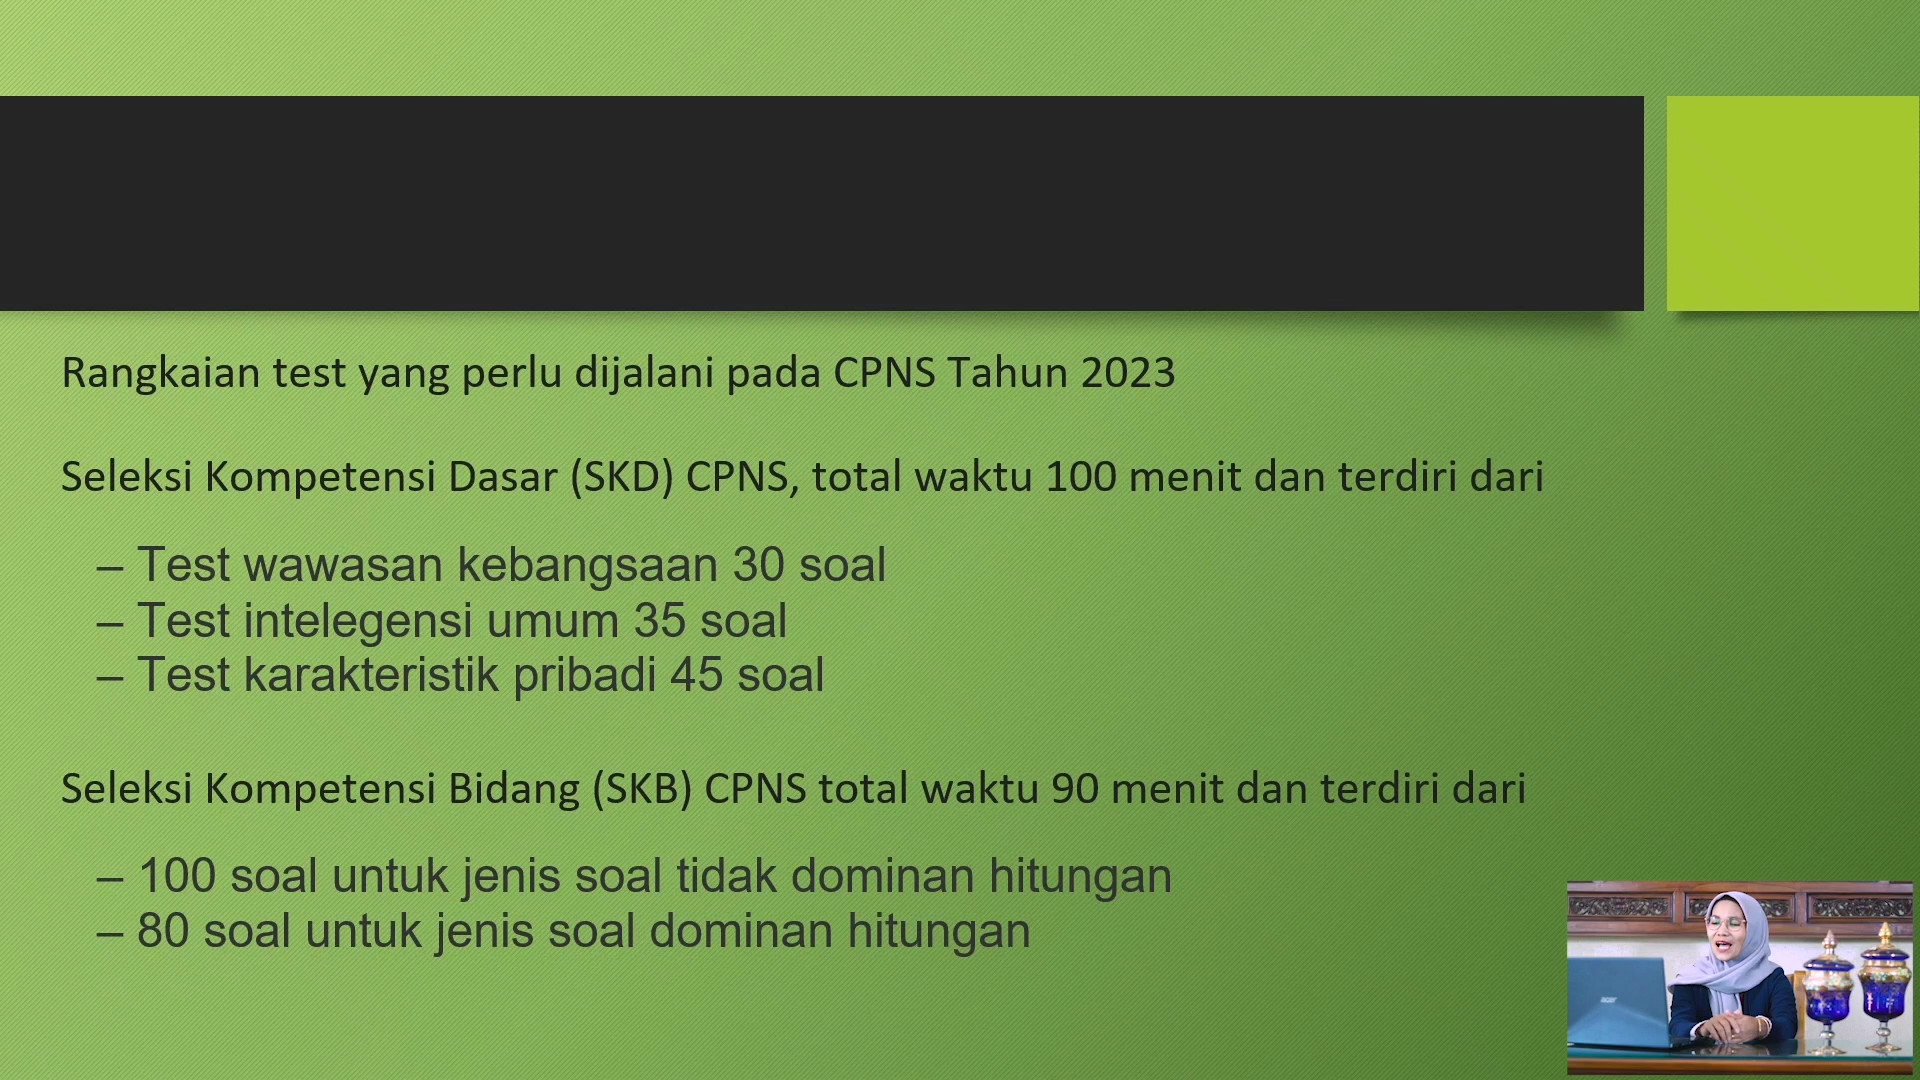 Rangkaian test yang perlu dijalani pada CPNS Tahun 2023
Seleksi Kompetensi Dasar (SKD) CPNS, total waktu 100 menit dan terdiri dari
– Test wawasan kebangsaan 30 soal
– Test intelegensi umum 35 soal
– Test karakteristik pribadi 45 soal
Seleksi Kompetensi Bidang (SKB) CPNS total waktu 90 menit dan terdiri dari
– 100 soal untuk jenis soal tidak dominan hitungan
– 80 soal untuk jenis soal dominan hitungan
acer